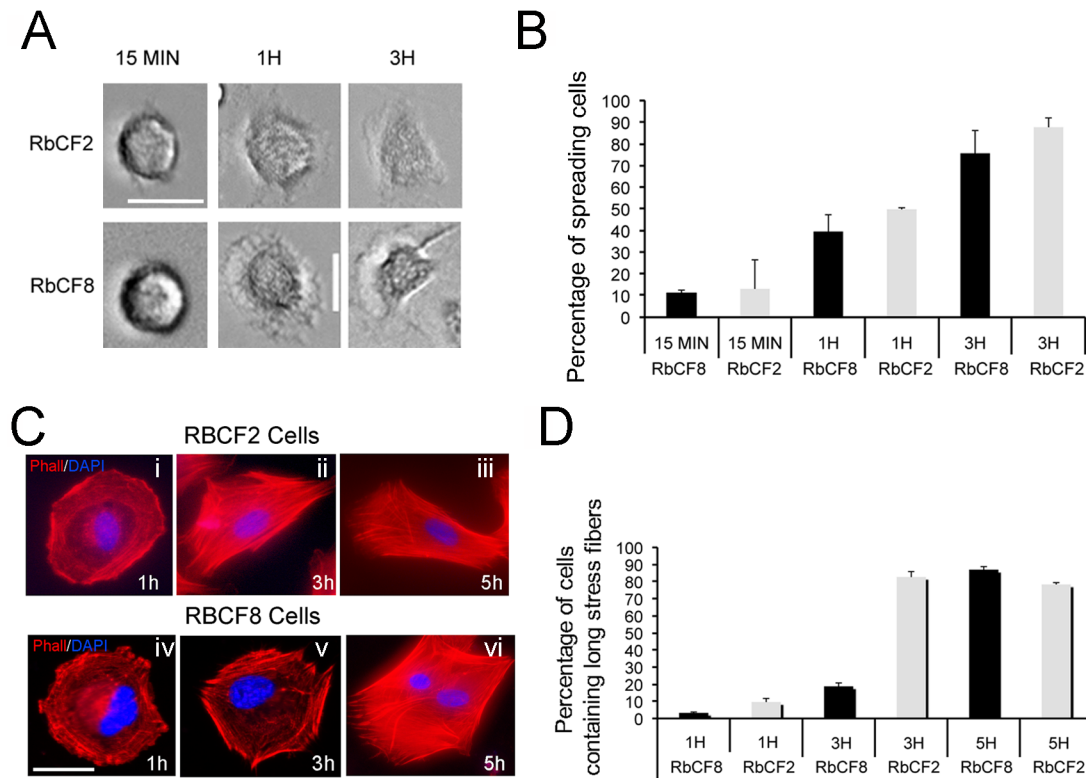 A
15 MIN 1H 3H
RbCF2
RbCF8
B
Percentage of spreading cells
100
90
80
70
60
50
40
30
20
10
0
15 MIN 15 MIN 1H 1H 3H 3H
RbCF8 RbCF2 RbCF8 RbCF2 RbCF8 RbCF2
C
RBCF2 Cells
Phall/DAPI i ii iii
1h 3h 5h
RBCF8 Cells
Phall/DAPI iv v vi
1h 3h 5h
D
Percentage of cells
containing long stress fibers
100
90
80
70
60
50
40
30
20
10
0
1H 1H 3H 3H 5H 5H
RbCF8 RbCF2 RbCF8 RbCF2 RbCF8 RbCF2